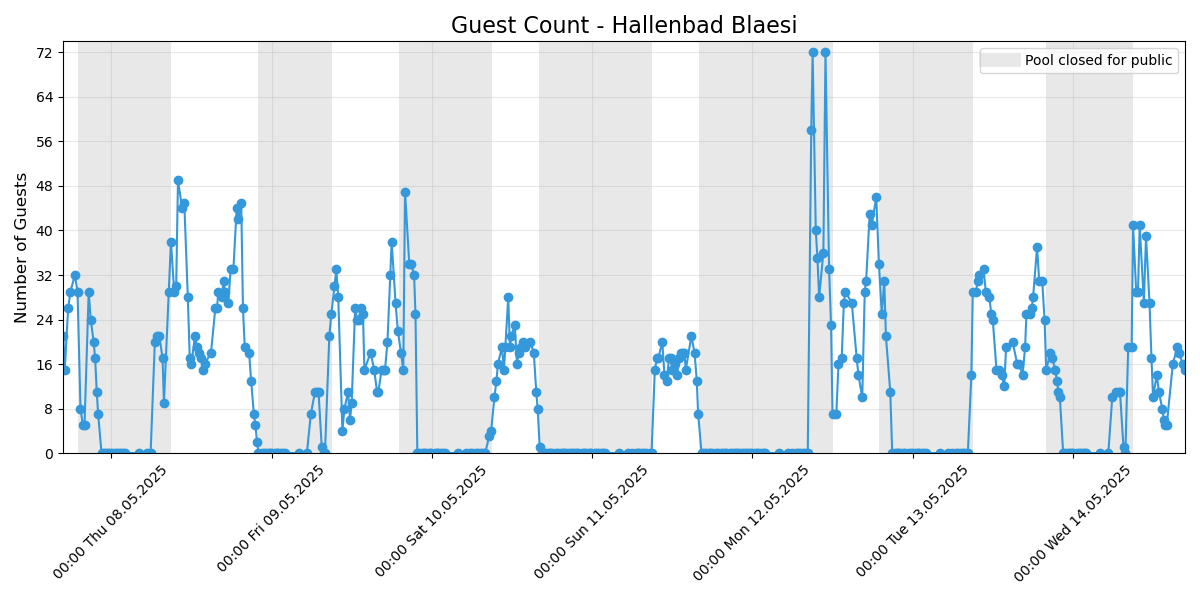 Guest Count - Hallenbad Blaesi
Pool closed for public
Number of Guests
72
64
56
48
40
32
24
16
8
0
00:00 Thu 08.05.2025
00:00 Fri 09.05.2025
00:00 Sat 10.05.2025
00:00 Sun 11.05.2025
00:00 Mon 12.05.2025
00:00 Tue 13.05.2025
00:00 Wed 14.05.2025